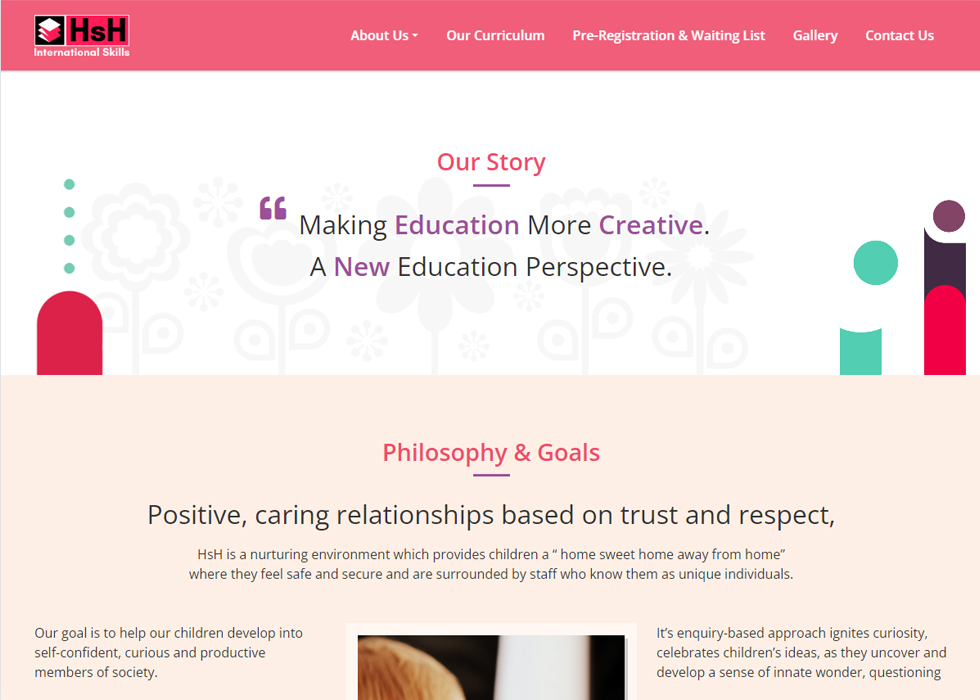 HsH
International Skills
About Us
Our Curriculum
Pre-Registration & Waiting List
Gallery
Contact Us
Our Story
“ Making Education More Creative.
A New Education Perspective.
Philosophy & Goals
Positive, caring relationships based on trust and respect,
HsH is a nurturing environment which provides children a “ home sweet home away from home”
where they feel safe and secure and are surrounded by staff who know them as unique individuals.
Our goal is to help our children develop into
self-confident, curious and productive
members of society.
It’s enquiry-based approach ignites curiosity,
celebrates children’s ideas, as they uncover and
develop a sense of innate wonder, questioning